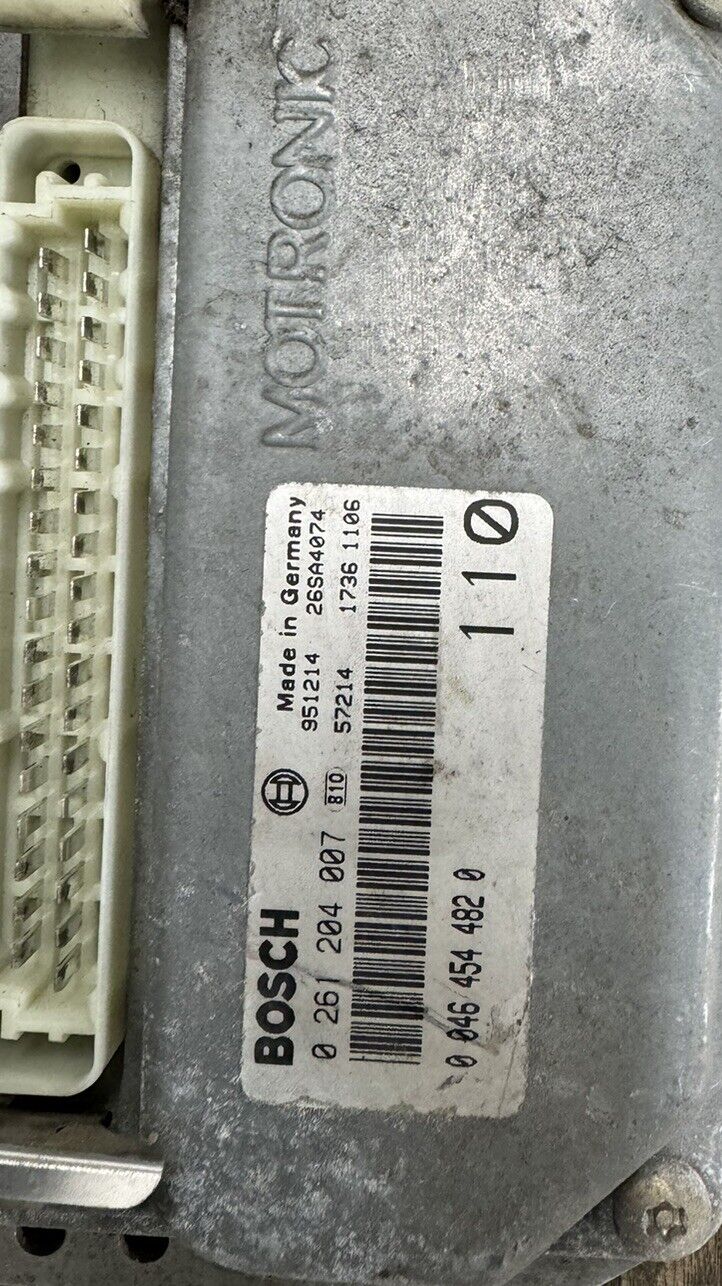 MOTRONIC
Made in Germany
951214 26SA4074
BOSCH
0 261 204 007 810 57214 1736 1106
0 046 454 482 0
110